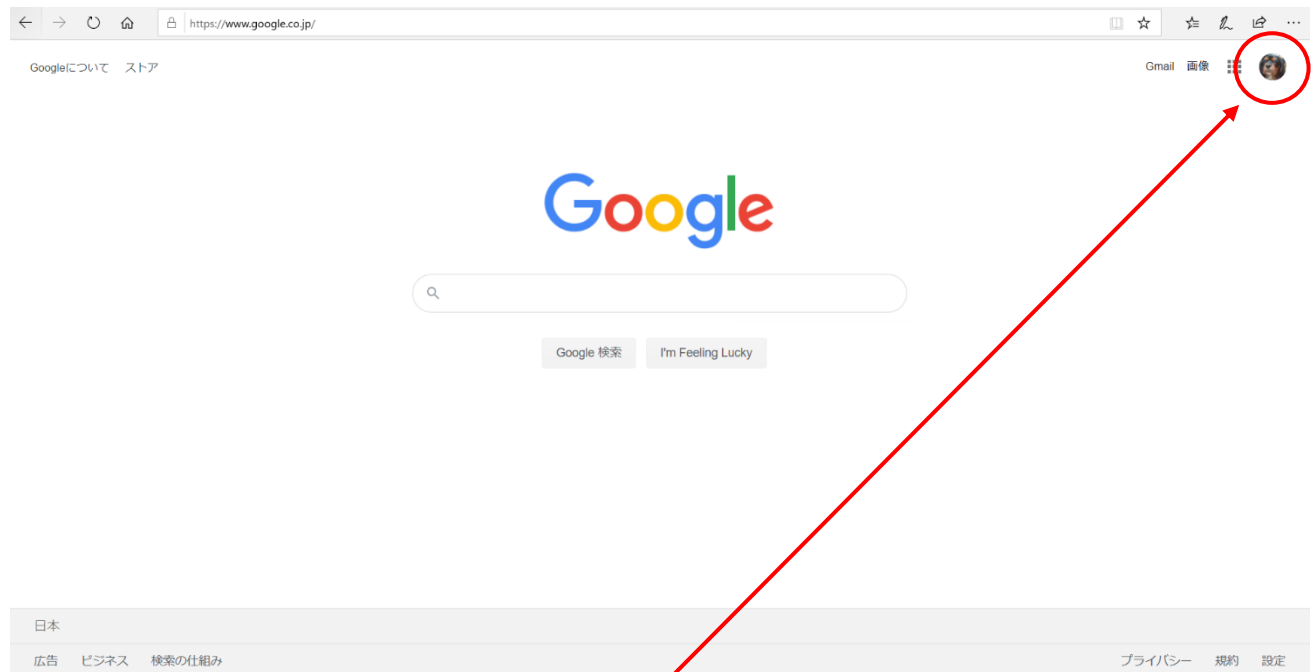 https://www.google.co.jp/
Googleについて ストア
Gmail 画像
Google
Google 検索 I'm Feeling Lucky
日本
広告 ビジネス 検索の仕組み
プライバシー 規約 設定